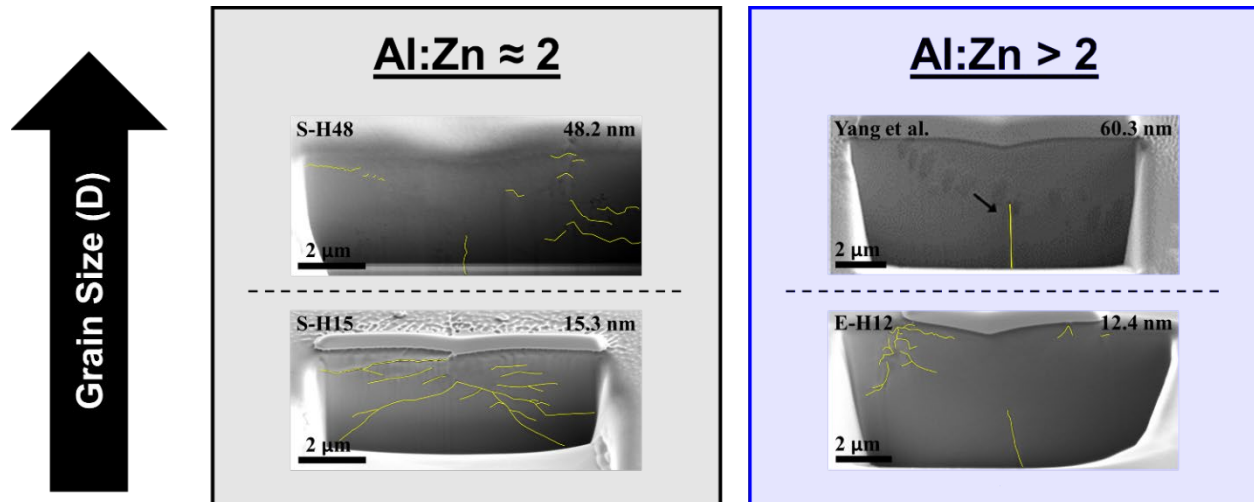 Grain Size (D)
Al:Zn ≈ 2
S-H48
48.2 nm
2 μm
S-H15
15.3 nm
2 μm
Al:Zn > 2
Yang et al.
60.3 nm
2 μm
E-H12
12.4 nm
2 μm